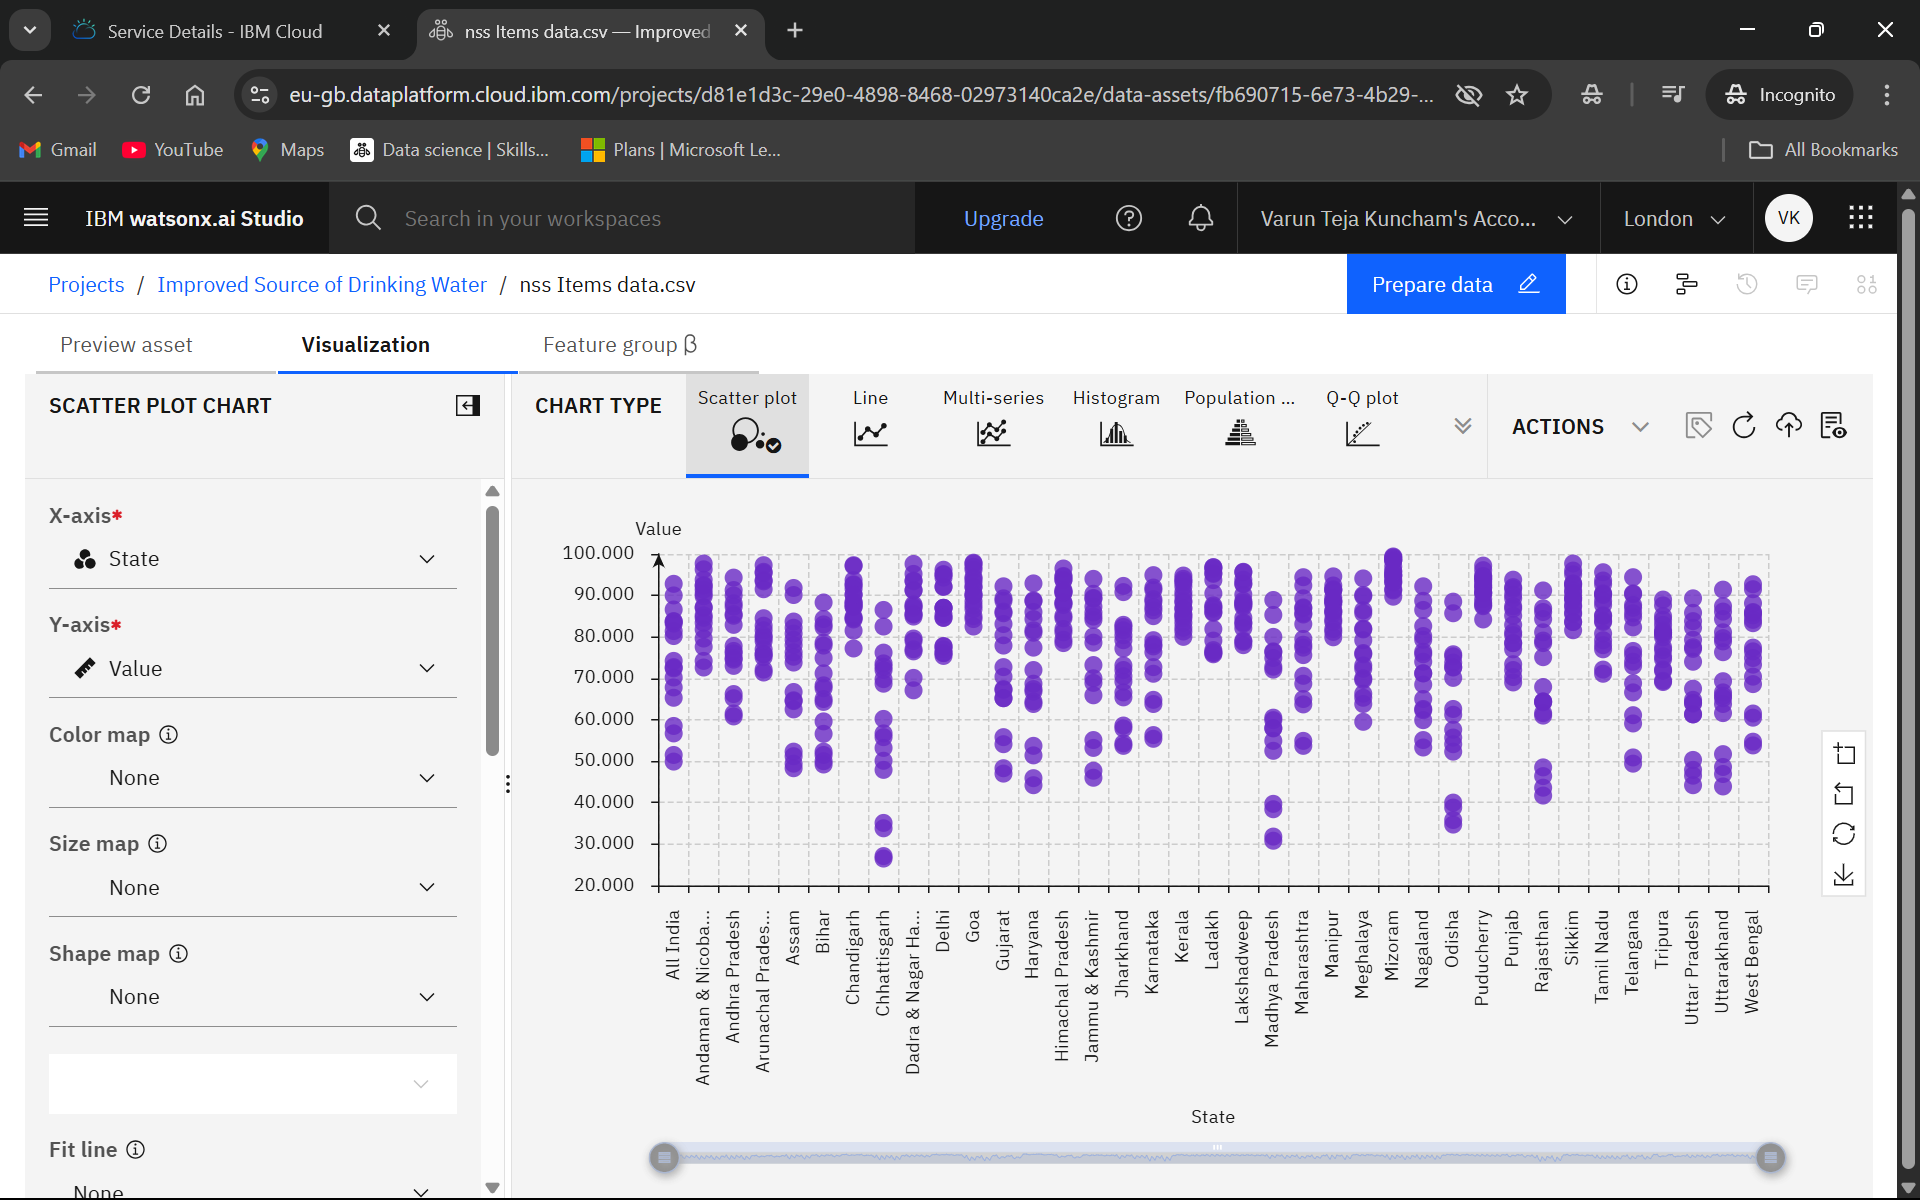 Service Details - IBM Cloud
nss Items data.csv — Improved
eu-gb.dataplatform.cloud.ibm.com/projects/d81e1d3c-29e0-4898-8468-02973140ca2e/data-assets/fb690715-6e73-4b29-...
Incognito
Gmail
YouTube
Maps
Data science | Skills...
Plans | Microsoft Le...
All Bookmarks
IBM watsonx.ai Studio
Search in your workspaces
Upgrade
Varun Teja Kuncham's Acco...
London
VK
Projects / Improved Source of Drinking Water / nss Items data.csv
Prepare data
Preview asset
Visualization
Feature group β
SCATTER PLOT CHART
CHART TYPE
Scatter plot
Line
Multi-series
Histogram
Population ...
Q-Q plot
ACTIONS
X-axis*
State
Y-axis*
Value
Color map
None
Size map
None
Shape map
None
Fit line
None
Value
100.000
90.000
80.000
70.000
60.000
50.000
40.000
30.000
20.000
All India
Andaman & Nicoba...
Andhra Pradesh
Arunachal Prades...
Assam
Bihar
Chandigarh
Chhattisgarh
Dadra & Nagar Ha...
Delhi
Goa
Gujarat
Haryana
Himachal Pradesh
Jammu & Kashmir
Jharkhand
Karnataka
Kerala
Ladakh
Lakshadweep
Madhya Pradesh
Maharashtra
Manipur
Meghalaya
Mizoram
Nagaland
Odisha
Puducherry
Punjab
Rajasthan
Sikkim
Tamil Nadu
Telangana
Tripura
Uttar Pradesh
Uttarakhand
West Bengal
State